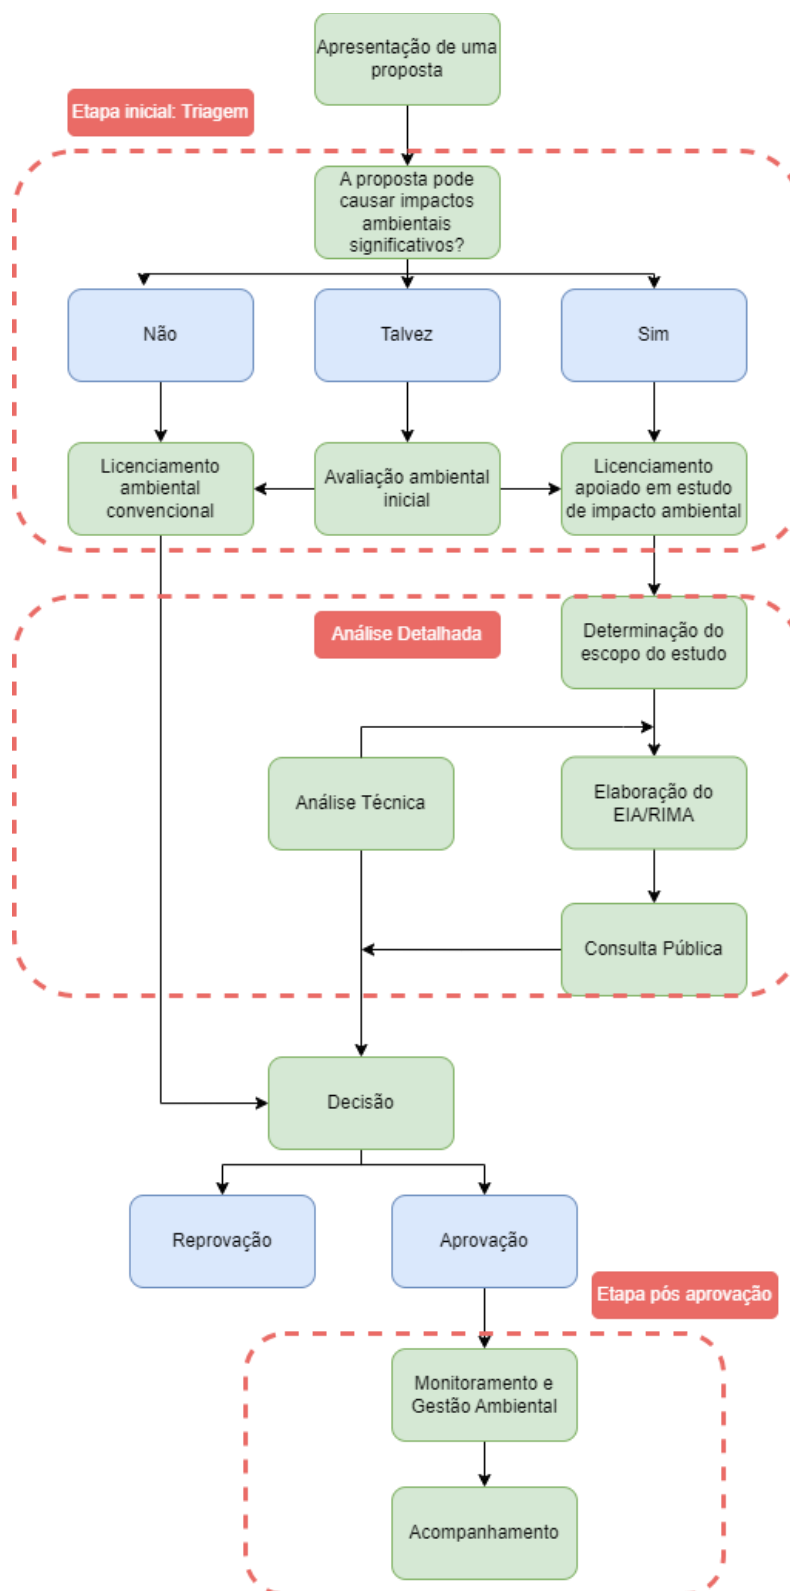 Apresentação de uma
proposta
Etapa inicial: Triagem
A proposta pode
causar impactos
ambientais
significativos?
Não
Talvez
Sim
Licenciamento
ambiental
convencional
Avaliação ambiental
inicial
Licenciamento
apoiado em estudo
de impacto ambiental
Análise Detalhada
Determinação do
escopo do estudo
Análise Técnica
Elaboração do
EIA/RIMA
Consulta Pública
Decisão
Reprovação
Aprovação
Etapa pós aprovação
Monitoramento e
Gestão Ambiental
Acompanhamento